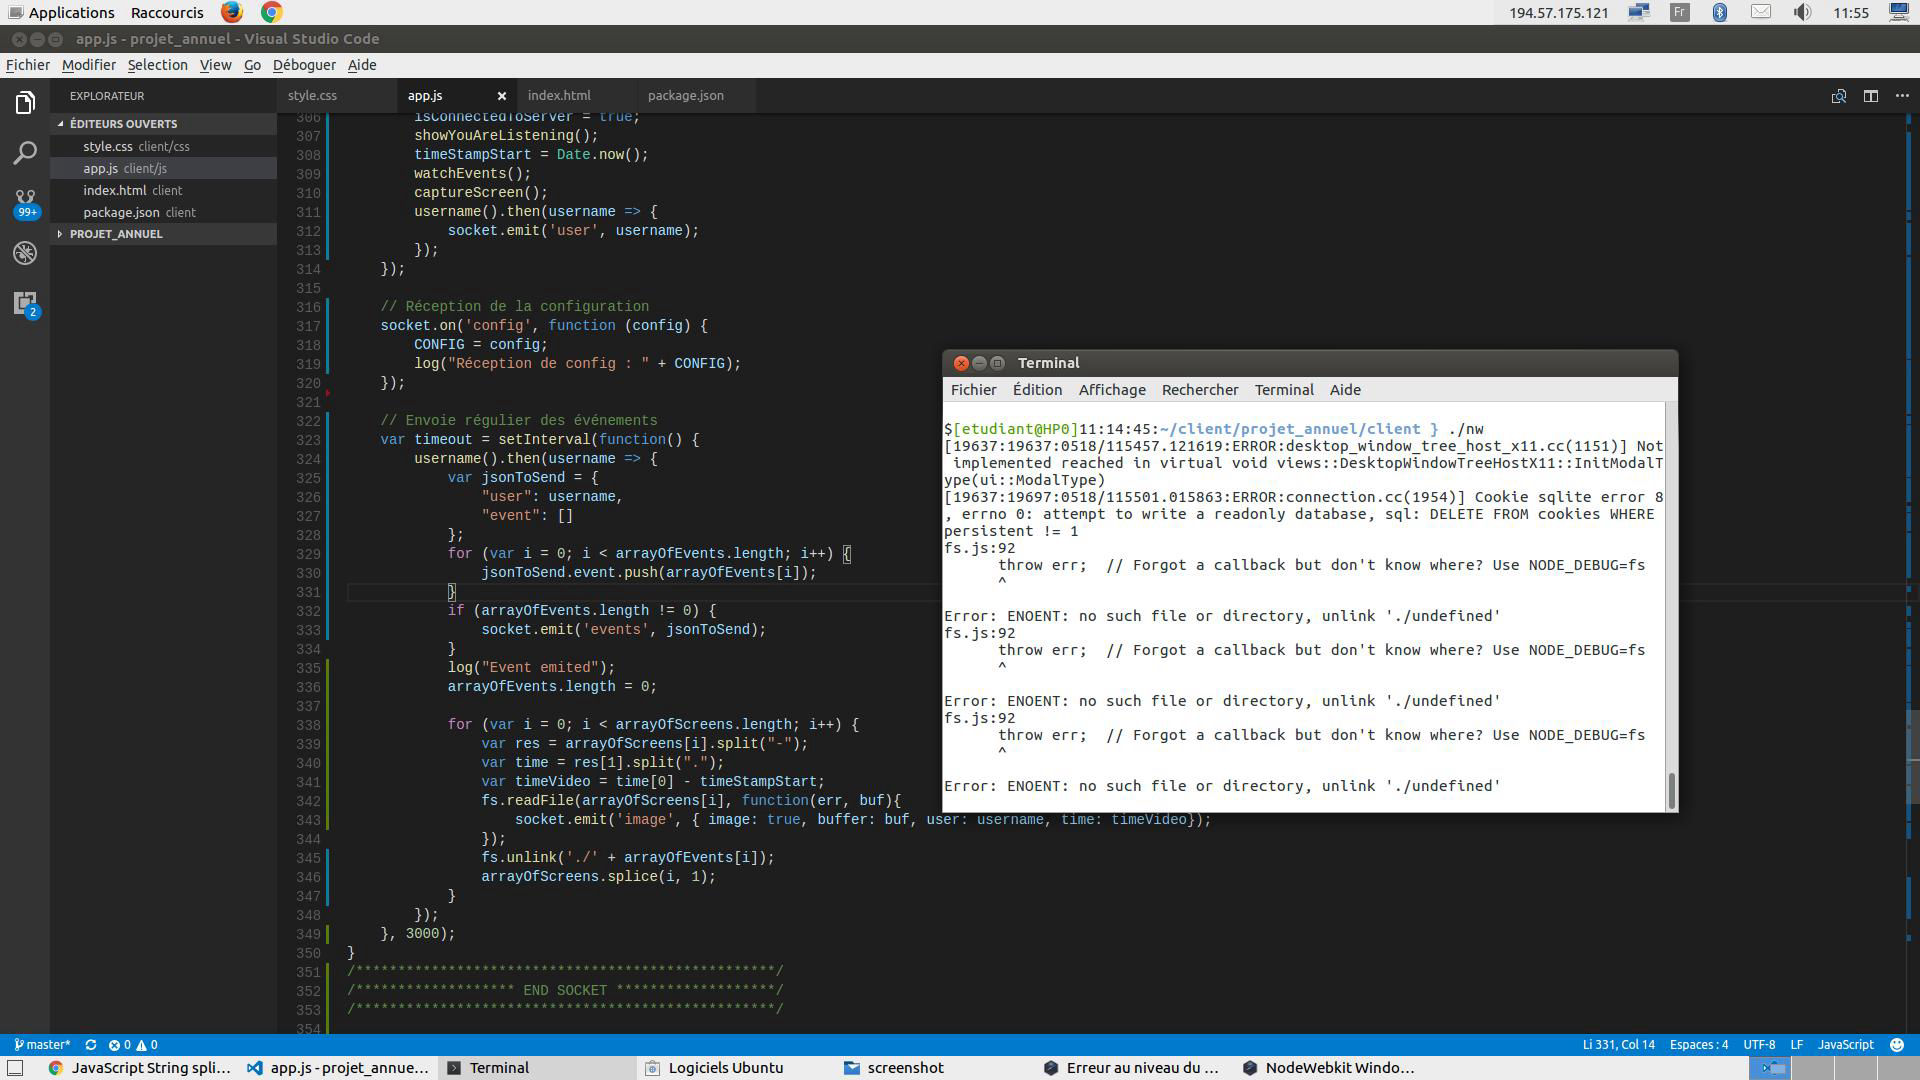 Applications Raccourcis 194.57.175.121 Fr 11:55
app.js - projet_annuel - Visual Studio Code
Fichier Modifier Selection View Go Déboguer Aide
EXPLORATEUR
ÉDITEURS OUVERTS
style.css client/css
app.js client/js
index.html client
package.json client
PROJET_ANNUEL
99+
2
style.css app.js × index.html package.json
306 isConnectedToServer = true;
307 showYouAreListening();
308 timeStampStart = Date.now();
309 watchEvents();
310 captureScreen();
311 username().then(username => {
312 socket.emit('user', username);
313 });
314 });
315
316 // Réception de la configuration
317 socket.on('config', function (config) {
318 CONFIG = config;
319 log("Réception de config : " + CONFIG);
320 });
321
322 // Envoie régulier des événements
323 var timeout = setInterval(function() {
324 username().then(username => {
325 var jsonToSend = {
326 "user": username,
327 "event": []
328 };
329 for (var i = 0; i < arrayOfEvents.length; i++) {
330 jsonToSend.event.push(arrayOfEvents[i]);
331 }
332 if (arrayOfEvents.length != 0) {
333 socket.emit('events', jsonToSend);
334 }
335 log("Event emited");
336 arrayOfEvents.length = 0;
337
338 for (var i = 0; i < arrayOfScreens.length; i++) {
339 var res = arrayOfScreens[i].split("-");
340 var time = res[1].split(".");
341 var timeVideo = time[0] - timeStampStart;
342 fs.readFile(arrayOfScreens[i], function(err, buf){
343 socket.emit('image', { image: true, buffer: buf, user: username, time: timeVideo});
344 });
345 fs.unlink('./' + arrayOfEvents[i]);
346 arrayOfScreens.splice(i, 1);
347 }
348 });
349 }, 3000);
350 }
351 /**************************************************/
352 /******************* END SOCKET *******************/
353 /**************************************************/
354
Terminal
Fichier Édition Affichage Rechercher Terminal Aide
$[etudiant@HP0]11:14:45:~/client/projet_annuel/client } ./nw
[19637:19637:0518/115457.121619:ERROR:desktop_window_tree_host_x11.cc(1151)] Not
implemented reached in virtual void views::DesktopWindowTreeHostX11::InitModalT
ype(ui::ModalType)
[19637:19697:0518/115501.015863:ERROR:connection.cc(1954)] Cookie sqlite error 8
, errno 0: attempt to write a readonly database, sql: DELETE FROM cookies WHERE
persistent != 1
fs.js:92
throw err;  // Forgot a callback but don't know where? Use NODE_DEBUG=fs
^
Error: ENOENT: no such file or directory, unlink './undefined'
fs.js:92
throw err;  // Forgot a callback but don't know where? Use NODE_DEBUG=fs
^
Error: ENOENT: no such file or directory, unlink './undefined'
fs.js:92
throw err;  // Forgot a callback but don't know where? Use NODE_DEBUG=fs
^
Error: ENOENT: no such file or directory, unlink './undefined'
master* 0 0 Li 331, Col 14 Espaces : 4 UTF-8 LF JavaScript
JavaScript String spli... app.js - projet_annue... Terminal Logiciels Ubuntu screenshot Erreur au niveau du ... NodeWebkit Windo...